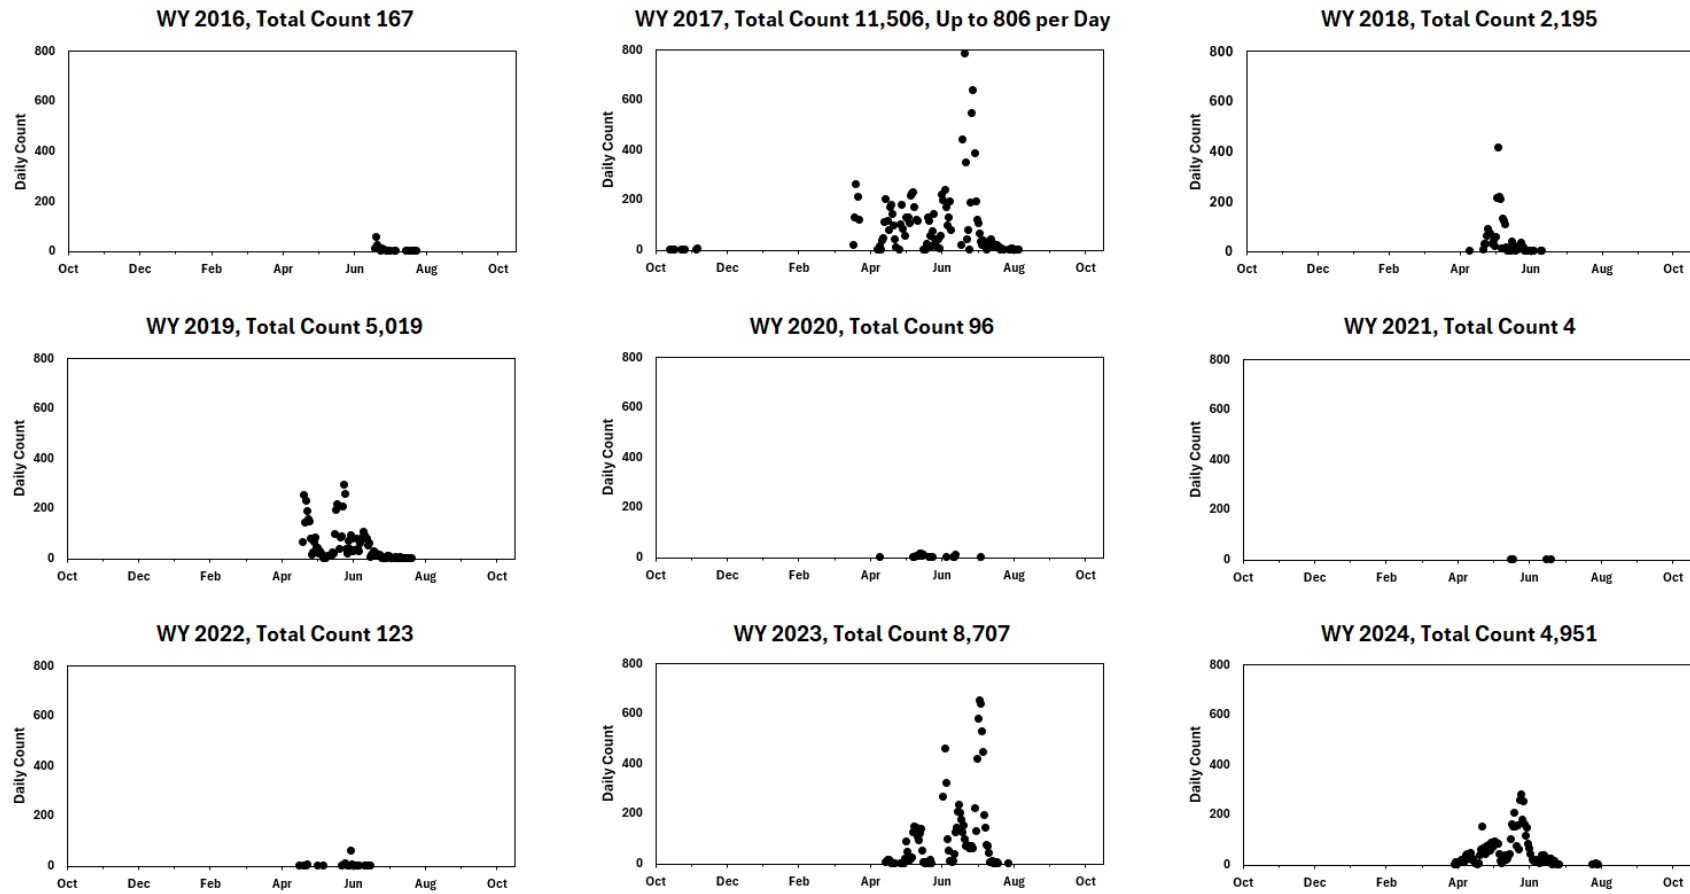 WY 2016, Total Count 167
800
600
400
200
0
Daily Count
Oct Dec Feb Apr Jun Aug Oct
WY 2017, Total Count 11,506, Up to 806 per Day
800
600
400
200
0
Daily Count
Oct Dec Feb Apr Jun Aug Oct
WY 2018, Total Count 2,195
800
600
400
200
0
Daily Count
Oct Dec Feb Apr Jun Aug Oct
WY 2019, Total Count 5,019
800
600
400
200
0
Daily Count
Oct Dec Feb Apr Jun Aug Oct
WY 2020, Total Count 96
800
600
400
200
0
Daily Count
Oct Dec Feb Apr Jun Aug Oct
WY 2021, Total Count 4
800
600
400
200
0
Daily Count
Oct Dec Feb Apr Jun Aug Oct
WY 2022, Total Count 123
800
600
400
200
0
Daily Count
Oct Dec Feb Apr Jun Aug Oct
WY 2023, Total Count 8,707
800
600
400
200
0
Daily Count
Oct Dec Feb Apr Jun Aug Oct
WY 2024, Total Count 4,951
800
600
400
200
0
Daily Count
Oct Dec Feb Apr Jun Aug Oct